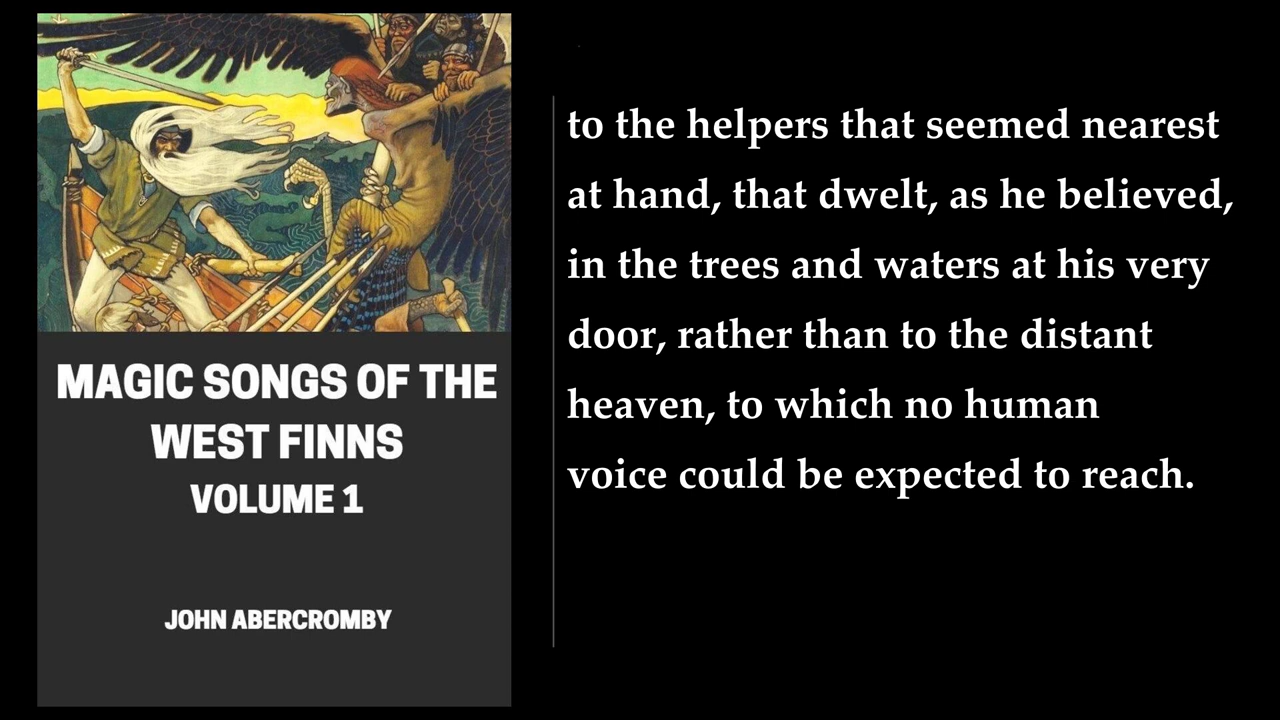 MAGIC SONGS OF THE
WEST FINNS
VOLUME 1
JOHN ABERCROMBY
to the helpers that seemed nearest
at hand, that dwelt, as he believed,
in the trees and waters at his very
door, rather than to the distant
heaven, to which no human
voice could be expected to reach.